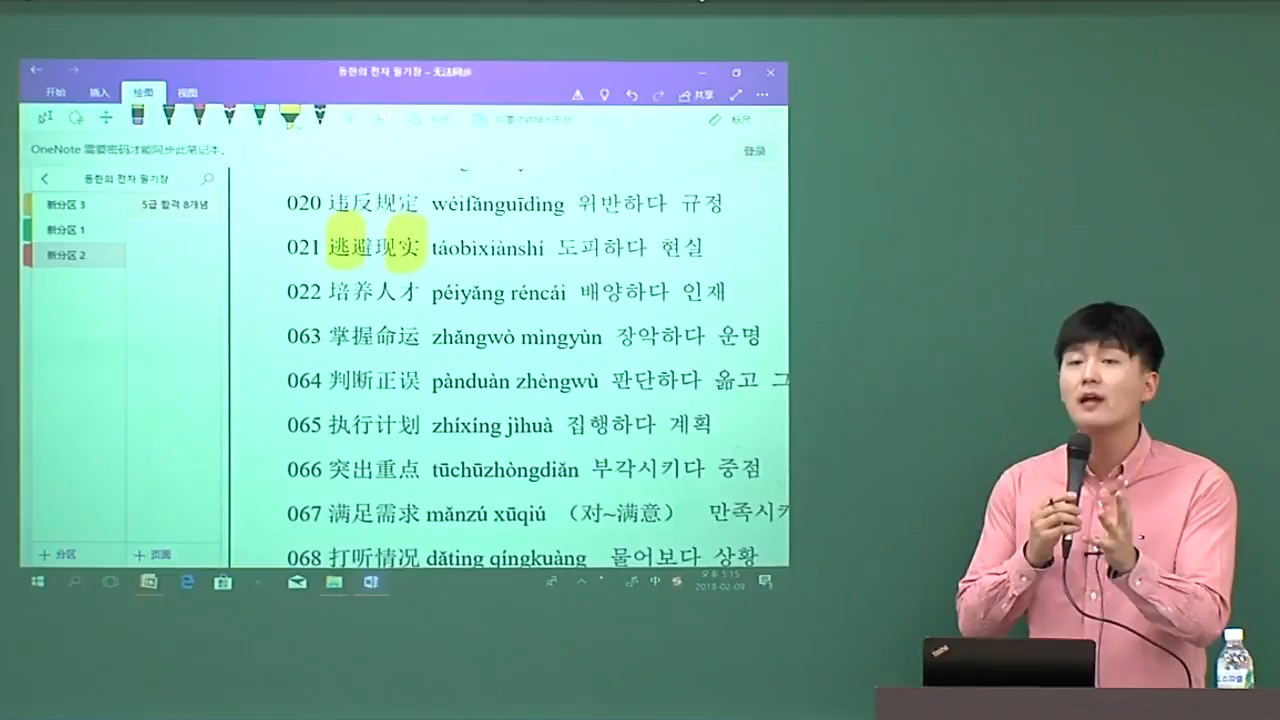 동한의 전자 필기장 – 无法同步
开始 插入 绘图 视图
共享
标尺
OneNote 需要密码才能同步此笔记本。
登录
동한의 전자 필기장
新分区 3
5급 합격 8개념
新分区 1
新分区 2
020 违反规定 wéifǎnguīdìng 위반하다 규정
021 逃避现实 táobìxiànshí 도피하다 현실
022 培养人才 péiyǎng réncái 배양하다 인재
063 掌握命运 zhǎngwò mìngyùn 장악하다 운명
064 判断正误 pànduàn zhèngwù 판단하다 옳고 그
065 执行计划 zhíxíng jìhuà 집행하다 계획
066 突出重点 tūchūzhòngdiǎn 부각시키다 중점
067 满足需求 mǎnzú xūqiú （对~满意） 만족시키
068 打听情况 dǎting qíngkuàng 물어보다 상황
+ 分区
+ 页面
中
오후 5:15
2018-02-09
ThinkPad